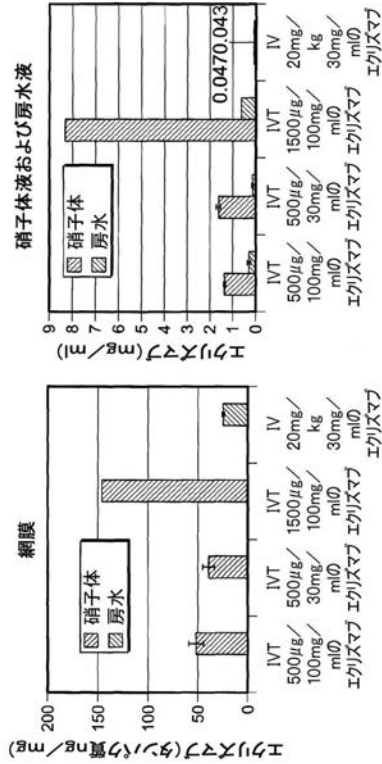 網膜
エクリズマブ(タンパク質ng/mg)
200
150
100
50
0
硝子体
房水
IVT
500μg/
100mg/
mlの
エクリズマブ
IVT
500μg/
30mg/
mlの
エクリズマブ
IVT
1500μg/
100mg/
mlの
エクリズマブ
IV
20mg/
kg
30mg/
mlの
エクリズマブ
硝子体液および房水液
エクリズマブ(mg/ml)
9
8
7
6
5
4
3
2
1
0
硝子体
房水
0.0470.043
IVT
500μg/
100mg/
mlの
エクリズマブ
IVT
500μg/
30mg/
mlの
エクリズマブ
IVT
1500μg/
100mg/
mlの
エクリズマブ
IV
20mg/
kg
30mg/
mlの
エクリズマブ